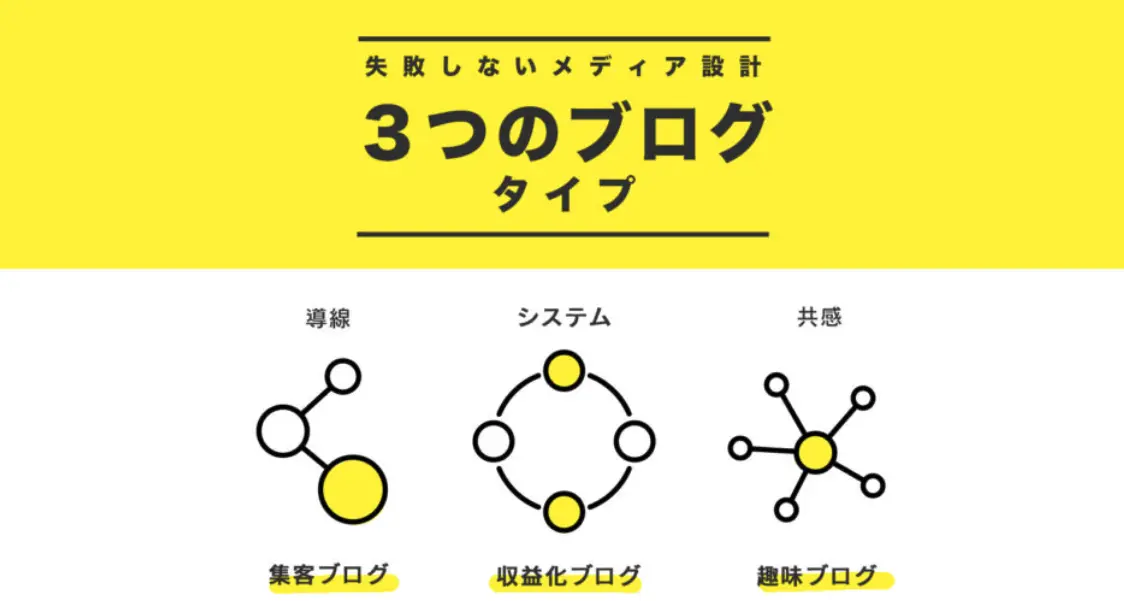 失敗しないメディア設計
3つのブログ
タイプ
導線
システム
共感
集客ブログ
収益化ブログ
趣味ブログ